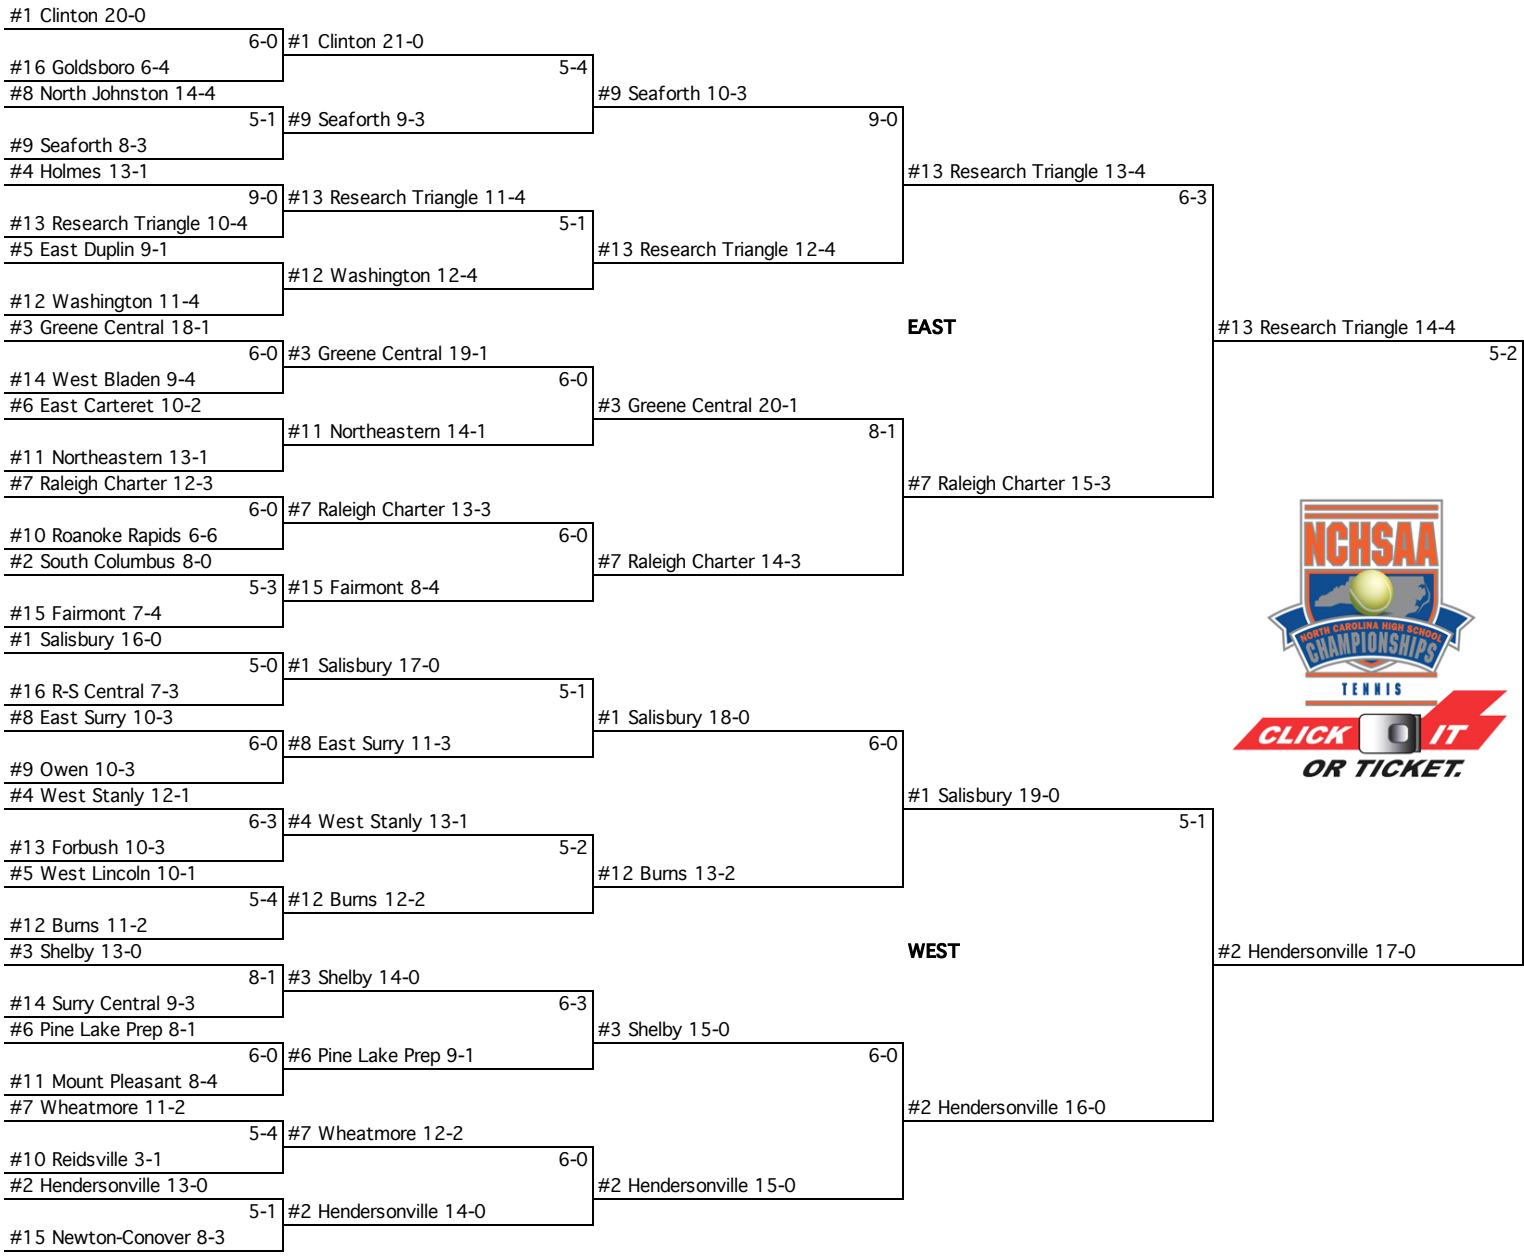 #1 Clinton 20-0
6-0
#16 Goldsboro 6-4
#8 North Johnston 14-4
5-1
#9 Seaforth 8-3
#4 Holmes 13-1
9-0
#13 Research Triangle 10-4
#5 East Duplin 9-1
#12 Washington 11-4
#3 Greene Central 18-1
6-0
#14 West Bladen 9-4
#6 East Carteret 10-2
#11 Northeastern 13-1
#7 Raleigh Charter 12-3
6-0
#10 Roanoke Rapids 6-6
#2 South Columbus 8-0
5-3
#15 Fairmont 7-4
#1 Salisbury 16-0
5-0
#16 R-S Central 7-3
#8 East Surry 10-3
6-0
#9 Owen 10-3
#4 West Stanly 12-1
6-3
#13 Forbush 10-3
#5 West Lincoln 10-1
5-4
#12 Burns 11-2
#3 Shelby 13-0
8-1
#14 Surry Central 9-3
#6 Pine Lake Prep 8-1
6-0
#11 Mount Pleasant 8-4
#7 Wheatmore 11-2
5-4
#10 Reidsville 3-1
#2 Hendersonville 13-0
5-1
#15 Newton-Conover 8-3
#1 Clinton 21-0
5-4
#9 Seaforth 9-3
#13 Research Triangle 11-4
5-1
#12 Washington 12-4
#3 Greene Central 19-1
6-0
#11 Northeastern 14-1
#7 Raleigh Charter 13-3
6-0
#15 Fairmont 8-4
#1 Salisbury 17-0
5-1
#8 East Surry 11-3
#4 West Stanly 13-1
5-2
#12 Burns 12-2
#3 Shelby 14-0
6-3
#6 Pine Lake Prep 9-1
#7 Wheatmore 12-2
6-0
#2 Hendersonville 14-0
#9 Seaforth 10-3
9-0
#13 Research Triangle 12-4
#3 Greene Central 20-1
8-1
#7 Raleigh Charter 14-3
#1 Salisbury 18-0
6-0
#12 Burns 13-2
#3 Shelby 15-0
6-0
#2 Hendersonville 15-0
#13 Research Triangle 13-4
6-3
EAST
#7 Raleigh Charter 15-3
#1 Salisbury 19-0
5-1
WEST
#2 Hendersonville 16-0
#13 Research Triangle 14-4
5-2
#2 Hendersonville 17-0
NCHSAA
NORTH CAROLINA HIGH SCHOOL
CHAMPIONSHIPS
TENNIS
CLICK IT
OR TICKET.